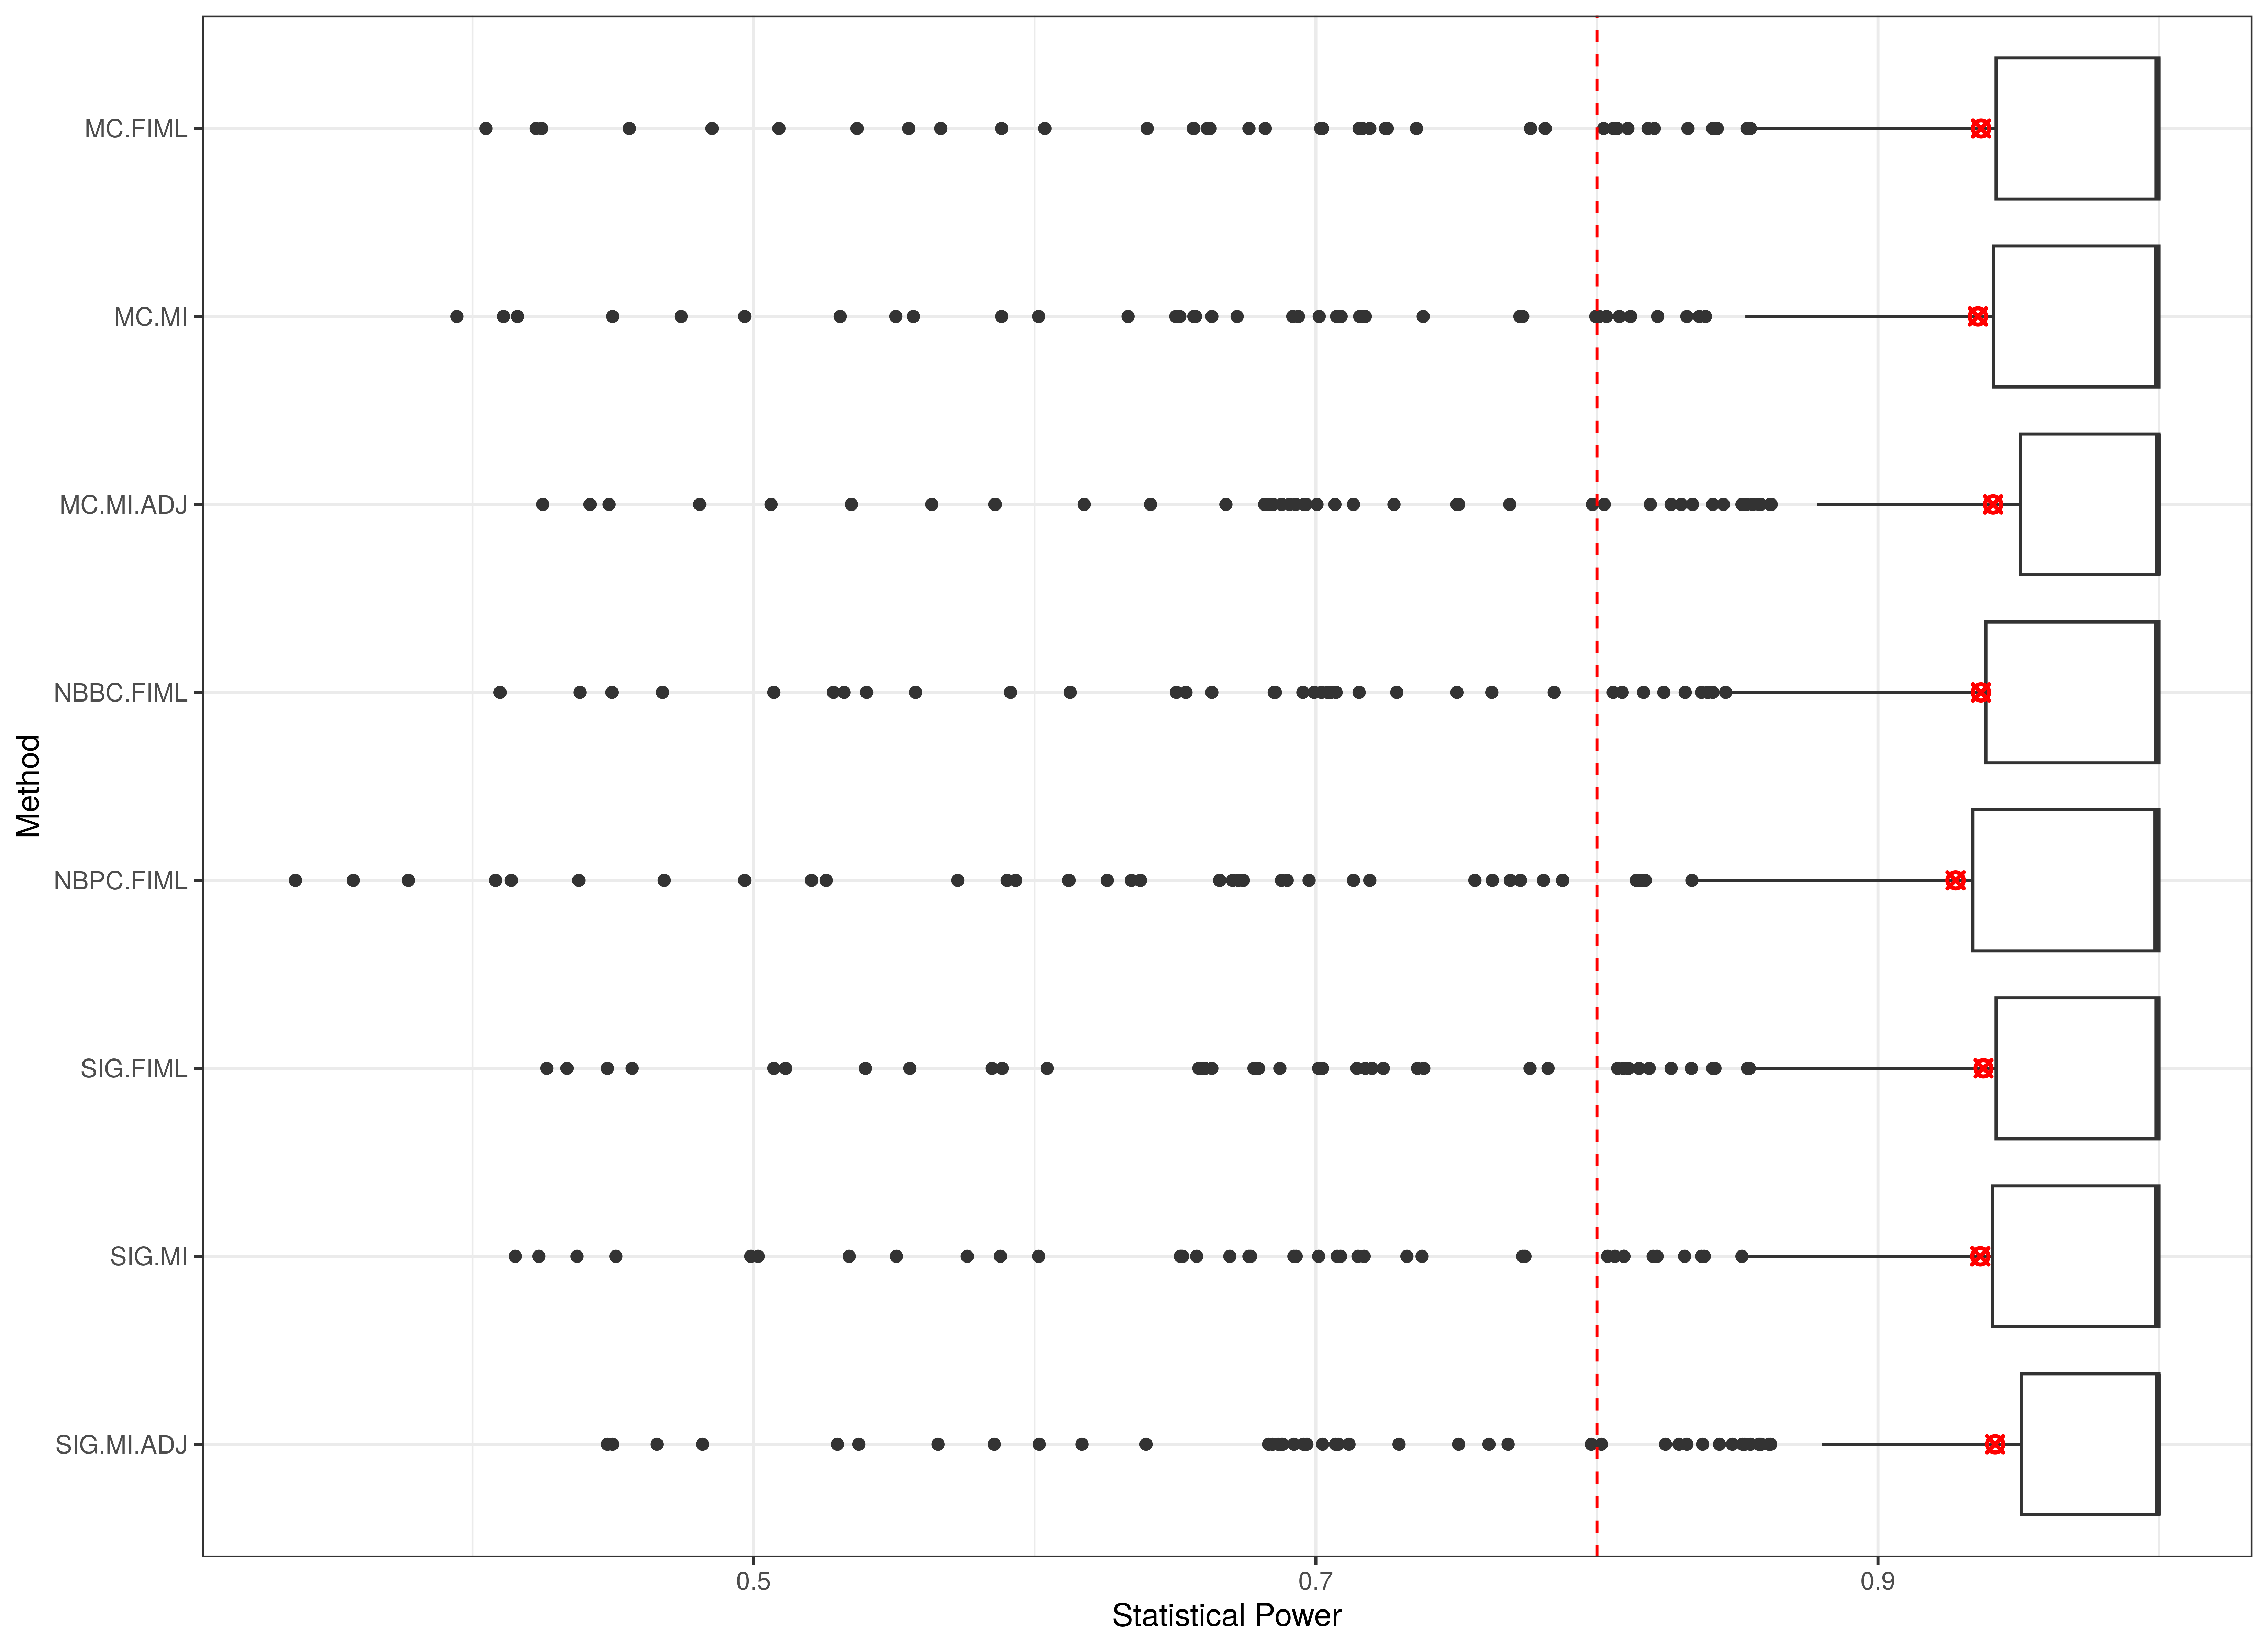 Method
MC.FIML
MC.MI
MC.MI.ADJ
NBBC.FIML
NBPC.FIML
SIG.FIML
SIG.MI
SIG.MI.ADJ
0.5 0.7 0.9
Statistical Power